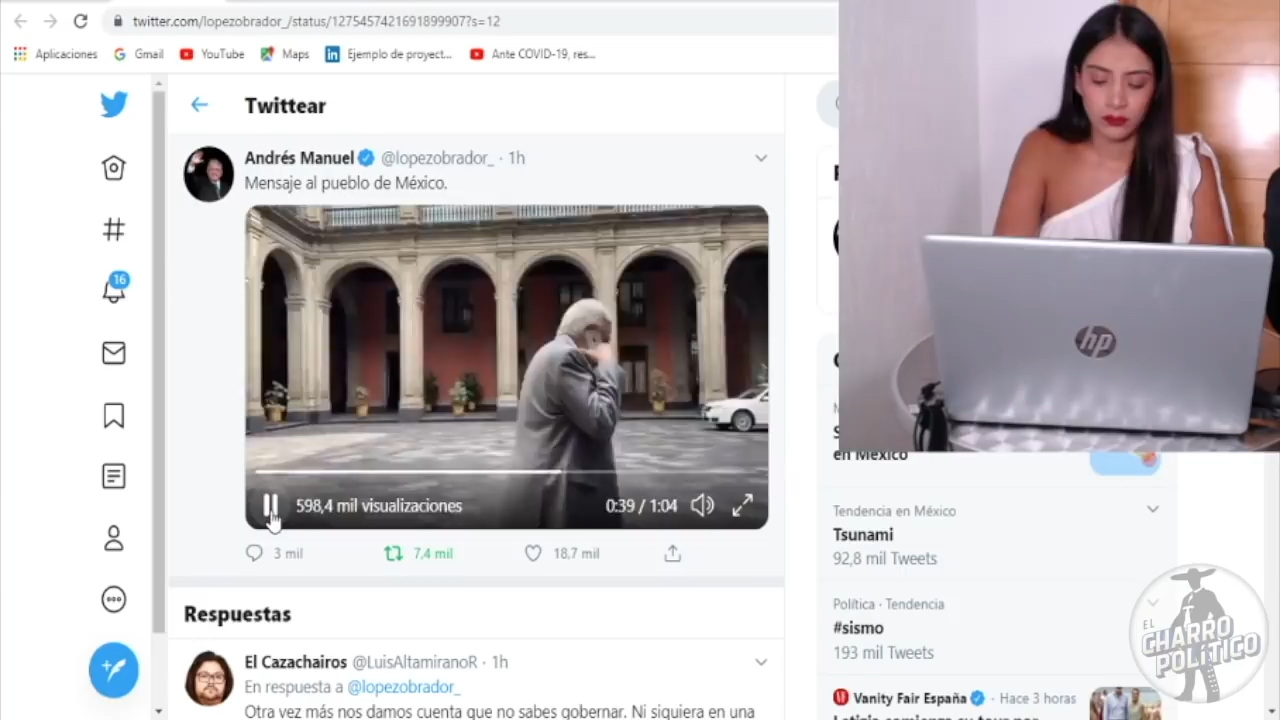 twitter.com/lopezobrador_/status/1275457421691899907?s=12
Aplicaciones
Gmail
YouTube
Maps
Ejemplo de proyect...
Ante COVID-19, res...
Twittear
Andrés Manuel @lopezobrador_ · 1h
Mensaje al pueblo de México.
598,4 mil visualizaciones
0:39 / 1:04
3 mil
7,4 mil
18,7 mil
16
Respuestas
El Cazachairos @LuisAltamiranoR · 1h
En respuesta a @lopezobrador_
Otra vez más nos damos cuenta que no sabes gobernar. Ni siquiera en una
hp
en México
Tendencia en México
Tsunami
92,8 mil Tweets
Política · Tendencia
#sismo
193 mil Tweets
Vanity Fair España · Hace 3 horas
EL
CHARRO
POLÍTICO